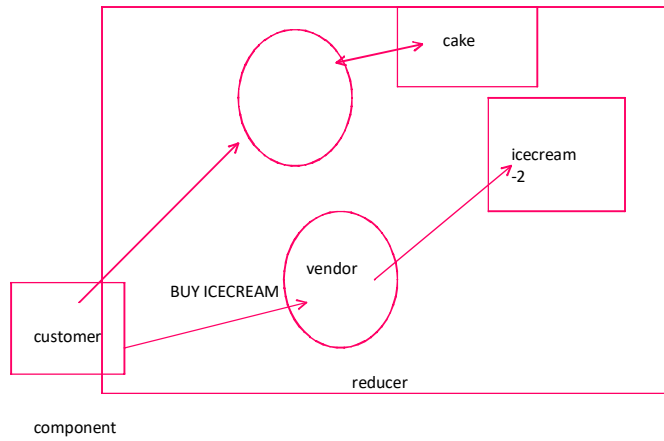 cake
icecream
-2
vendor
BUY ICECREAM
customer
reducer
component